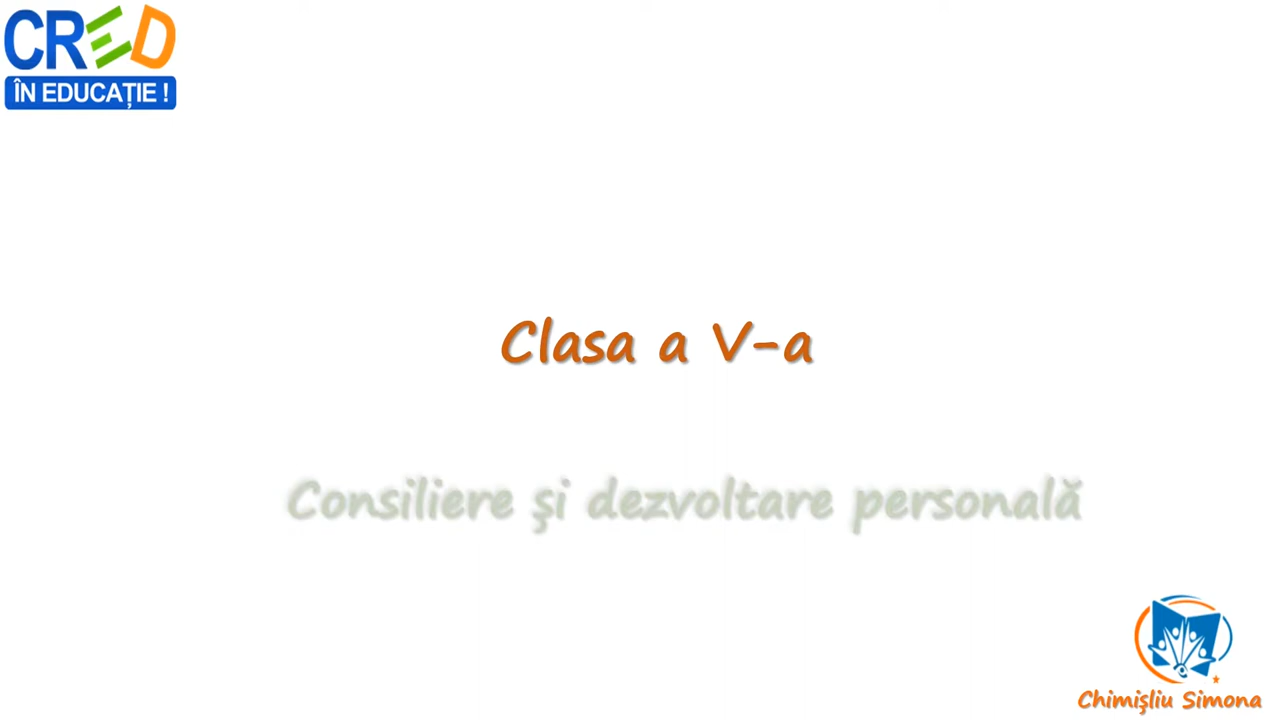 CRED
ÎN EDUCAȚIE !
Clasa a V-a
Consiliere şi dezvoltare personală
Chimişliu Simona